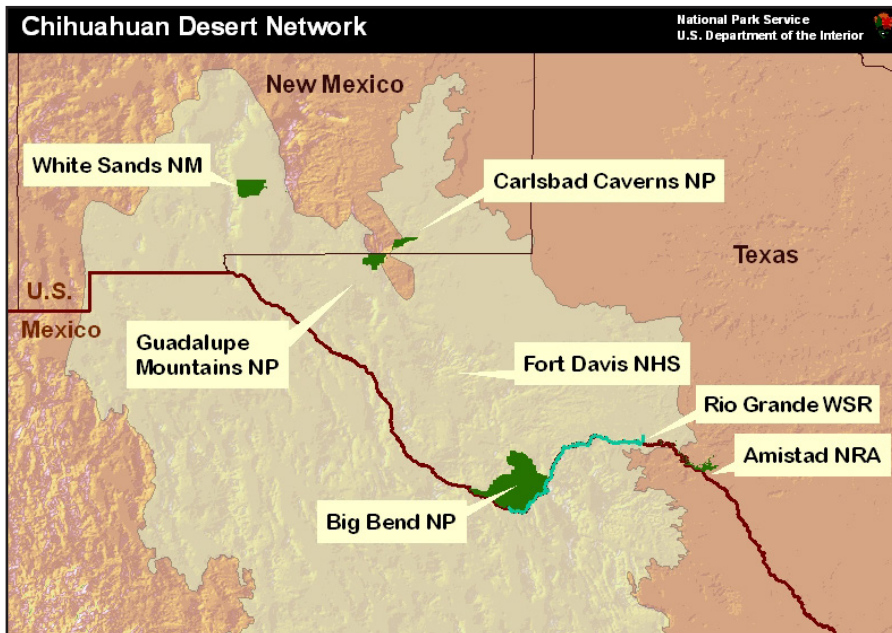 Chihuahuan Desert Network
National Park Service
U.S. Department of the Interior
New Mexico
White Sands NM
Carlsbad Caverns NP
Texas
U.S.
Mexico
Guadalupe
Mountains NP
Fort Davis NHS
Rio Grande WSR
Amistad NRA
Big Bend NP